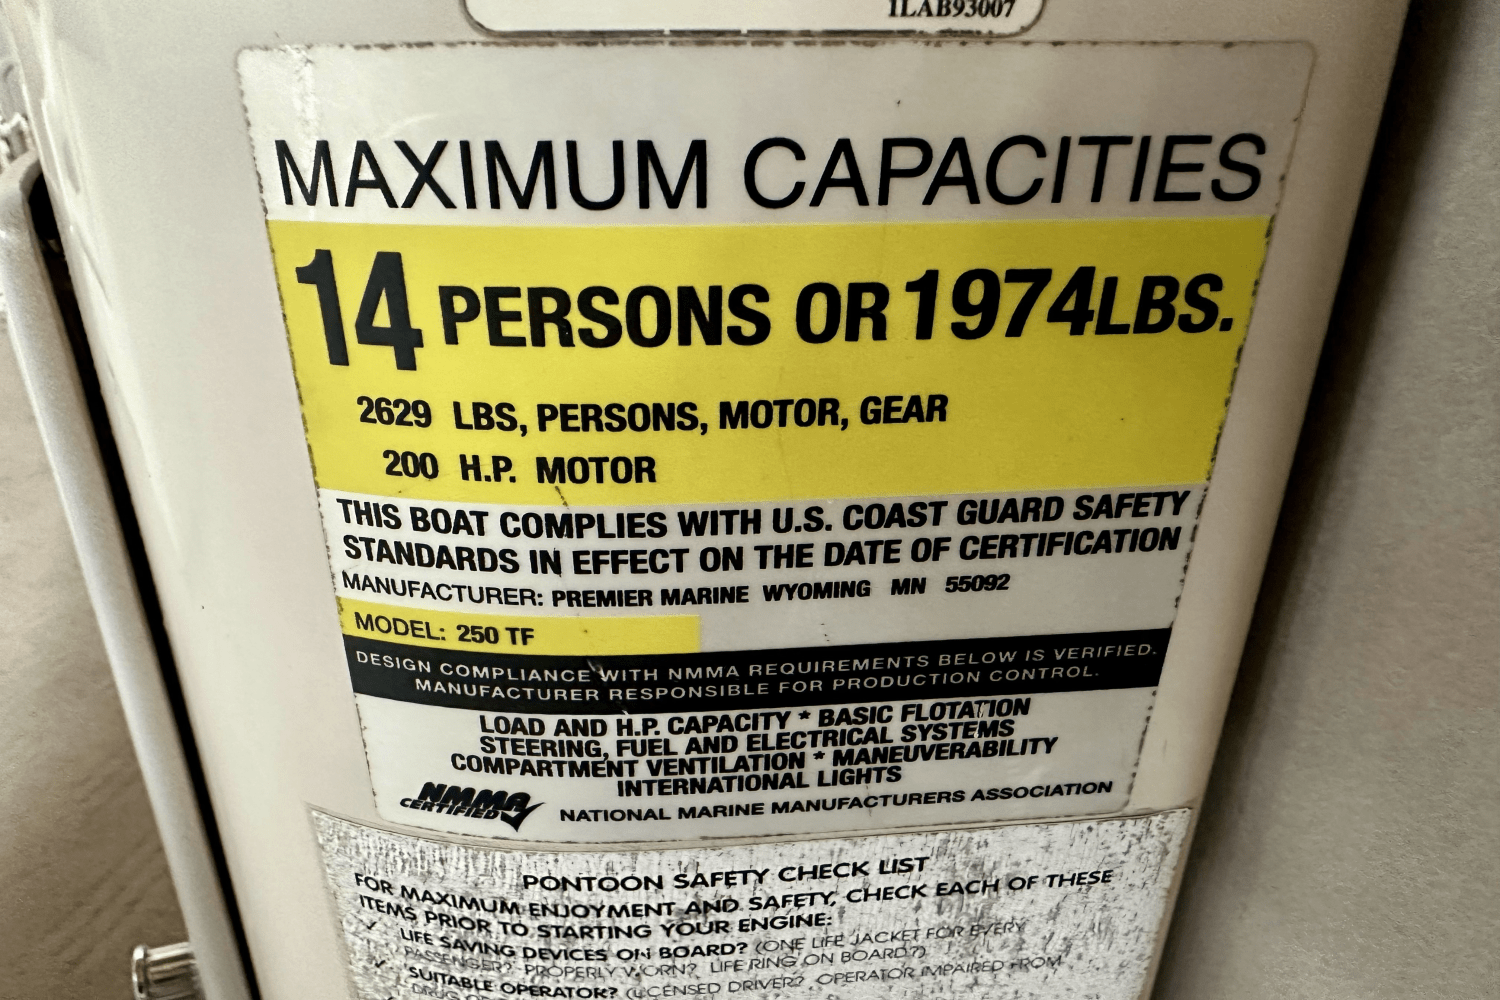 ILAB93007
MAXIMUM CAPACITIES
14 PERSONS OR 1974 LBS.
2629 LBS, PERSONS, MOTOR, GEAR
200 H.P. MOTOR
THIS BOAT COMPLIES WITH U.S. COAST GUARD SAFETY
STANDARDS IN EFFECT ON THE DATE OF CERTIFICATION
MANUFACTURER: PREMIER MARINE WYOMING MN 55092
MODEL: 250 TF
DESIGN COMPLIANCE WITH NMMA REQUIREMENTS BELOW IS VERIFIED.
MANUFACTURER RESPONSIBLE FOR PRODUCTION CONTROL.
LOAD AND H.P. CAPACITY * BASIC FLOTATION
STEERING, FUEL AND ELECTRICAL SYSTEMS
COMPARTMENT VENTILATION * MANEUVERABILITY
INTERNATIONAL LIGHTS
NMMA
CERTIFIED
NATIONAL MARINE MANUFACTURERS ASSOCIATION
PONTOON SAFETY CHECK LIST
FOR MAXIMUM ENJOYMENT AND SAFETY, CHECK EACH OF THESE
ITEMS PRIOR TO STARTING YOUR ENGINE:
✓ LIFE SAVING DEVICES ON BOARD? (ONE LIFE JACKET FOR EVERY
PASSENGER? PROPERLY WORN? LIFE RING ON BOARD?)
✓ SUITABLE OPERATOR? (LICENSED DRIVER? OPERATOR IMPAIRED FROM